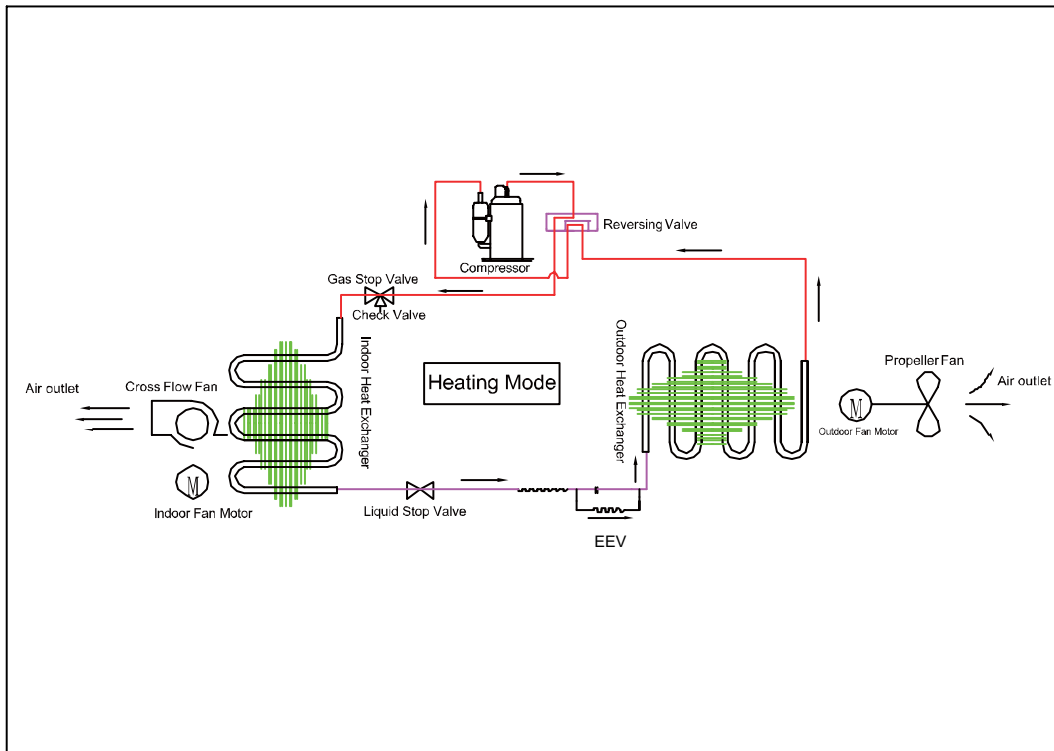 Reversing Valve
Compressor
Gas Stop Valve
Check Valve
Indoor Heat Exchanger
Heating Mode
Outdoor Heat Exchanger
Propeller Fan
Air outlet
Cross Flow Fan
Air outlet
M
Outdoor Fan Motor
M
Indoor Fan Motor
Liquid Stop Valve
EEV